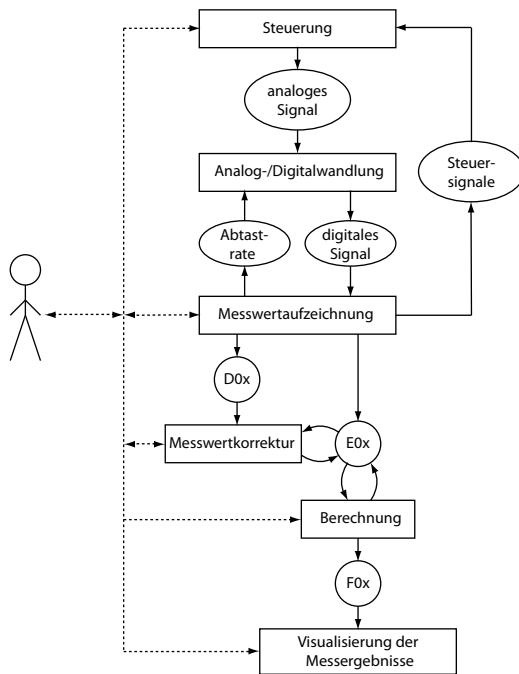 Steuerung
analoges
Signal
Analog-/Digitalwandlung
Steuer-
signale
Abtast-
rate
digitales
Signal
Messwertaufzeichnung
D0x
Messwertkorrektur
E0x
Berechnung
F0x
Visualisierung der
Messergebnisse